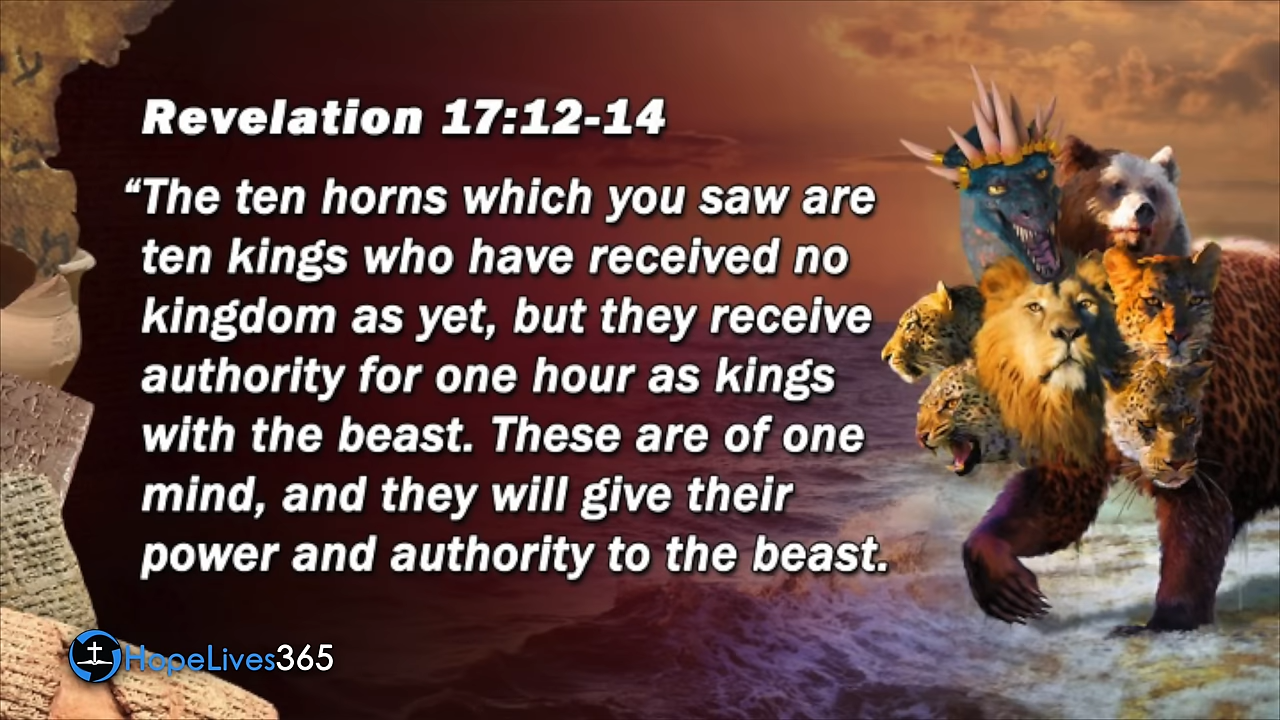 Revelation 17:12-14
“The ten horns which you saw are
ten kings who have received no
kingdom as yet, but they receive
authority for one hour as kings
with the beast. These are of one
mind, and they will give their
power and authority to the beast.
HopeLives365